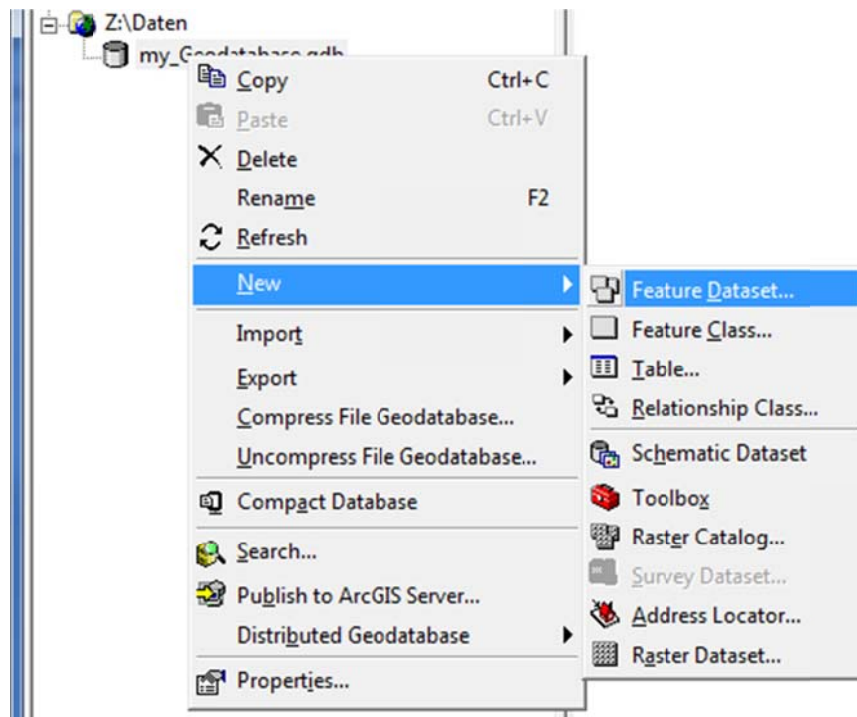 Z:\Daten
my_Geodatabase.gdb
Copy Ctrl+C
Paste Ctrl+V
Delete
Rename F2
Refresh
New
Import
Export
Compress File Geodatabase...
Uncompress File Geodatabase...
Compact Database
Search...
Publish to ArcGIS Server...
Distributed Geodatabase
Properties...
Feature Dataset...
Feature Class...
Table...
Relationship Class...
Schematic Dataset
Toolbox
Raster Catalog...
Survey Dataset...
Address Locator...
Raster Dataset...